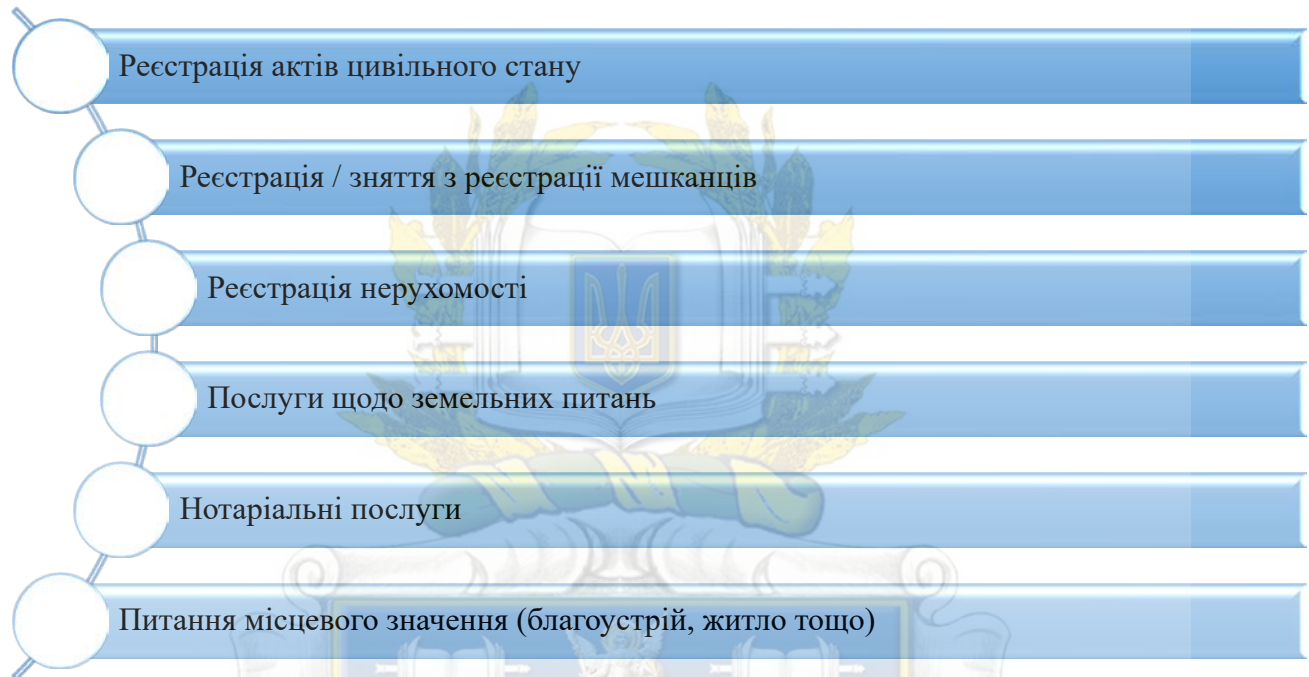 Реєстрація актів цивільного стану
Реєстрація / зняття з реєстрації мешканців
Реєстрація нерухомості
Послуги щодо земельних питань
Нотаріальні послуги
Питання місцевого значення (благоустрій, житло тощо)